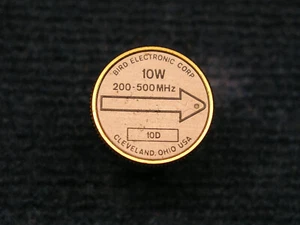 BIRD ELECTRONIC CORP
10W
200-500MHz
10D
CLEVELAND, OHIO USA